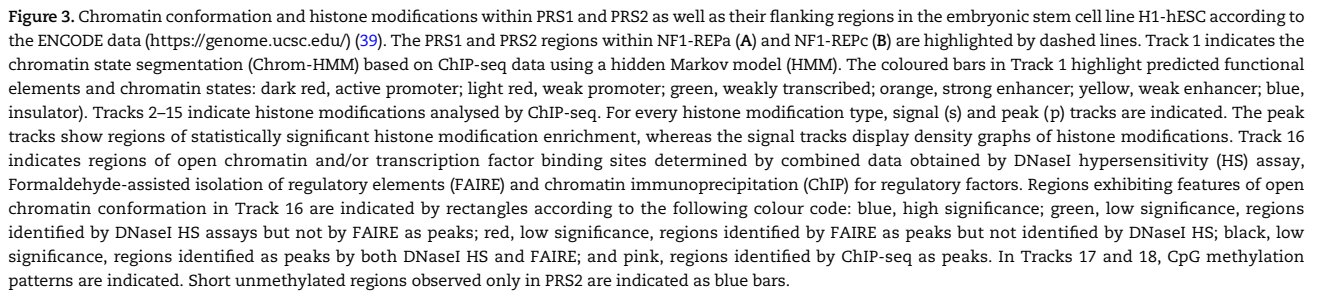 Figure 3. Chromatin conformation and histone modifications within PRS1 and PRS2 as well as their flanking regions in the embryonic stem cell line H1-hESC according to
the ENCODE data (https://genome.ucsc.edu/) (39). The PRS1 and PRS2 regions within NF1-REPa (A) and NF1-REPc (B) are highlighted by dashed lines. Track 1 indicates the
chromatin state segmentation (Chrom-HMM) based on ChIP-seq data using a hidden Markov model (HMM). The coloured bars in Track 1 highlight predicted functional
elements and chromatin states: dark red, active promoter; light red, weak promoter; green, weakly transcribed; orange, strong enhancer; yellow, weak enhancer; blue,
insulator). Tracks 2–15 indicate histone modifications analysed by ChIP-seq. For every histone modification type, signal (s) and peak (p) tracks are indicated. The peak
tracks show regions of statistically significant histone modification enrichment, whereas the signal tracks display density graphs of histone modifications. Track 16
indicates regions of open chromatin and/or transcription factor binding sites determined by combined data obtained by DNaseI hypersensitivity (HS) assay,
Formaldehyde-assisted isolation of regulatory elements (FAIRE) and chromatin immunoprecipitation (ChIP) for regulatory factors. Regions exhibiting features of open
chromatin conformation in Track 16 are indicated by rectangles according to the following colour code: blue, high significance; green, low significance, regions
identified by DNaseI HS assays but not by FAIRE as peaks; red, low significance, regions identified by FAIRE as peaks but not identified by DNaseI HS; black, low
significance, regions identified as peaks by both DNaseI HS and FAIRE; and pink, regions identified by ChIP-seq as peaks. In Tracks 17 and 18, CpG methylation
patterns are indicated. Short unmethylated regions observed only in PRS2 are indicated as blue bars.